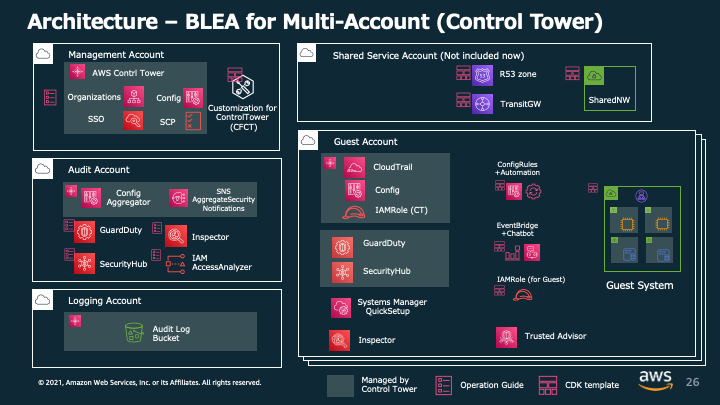 Architecture – BLEA for Multi-Account (Control Tower)
Management Account
AWS Contrl Tower
Organizations
Config
SSO
SCP
Customization for
ControlTower
(CFCT)
Shared Service Account (Not included now)
R53 zone
TransitGW
SharedNW
Audit Account
Config
Aggregator
SNS
AggregateSecurity
Notifications
GuardDuty
Inspector
SecurityHub
IAM
AccessAnalyzer
Logging Account
Audit Log
Bucket
Guest Account
CloudTrail
Config
IAMRole (CT)
GuardDuty
SecurityHub
Systems Manager
QuickSetup
Inspector
ConfigRules
+Automation
EventBridge
+Chatbot
IAMRole (for Guest)
Trusted Advisor
Guest System
© 2021, Amazon Web Services, Inc. or its Affiliates. All rights reserved.
Managed by
Control Tower
Operation Guide
CDK template
aws
26